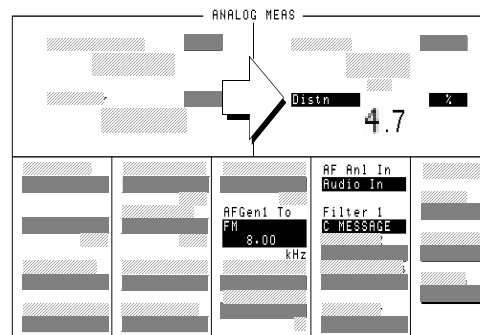 ANALOG MEAS
Distn %
4.7
AF Anl In
Audio In
AFGen1 To
FM
8.00
kHz
Filter 1
C MESSAGE